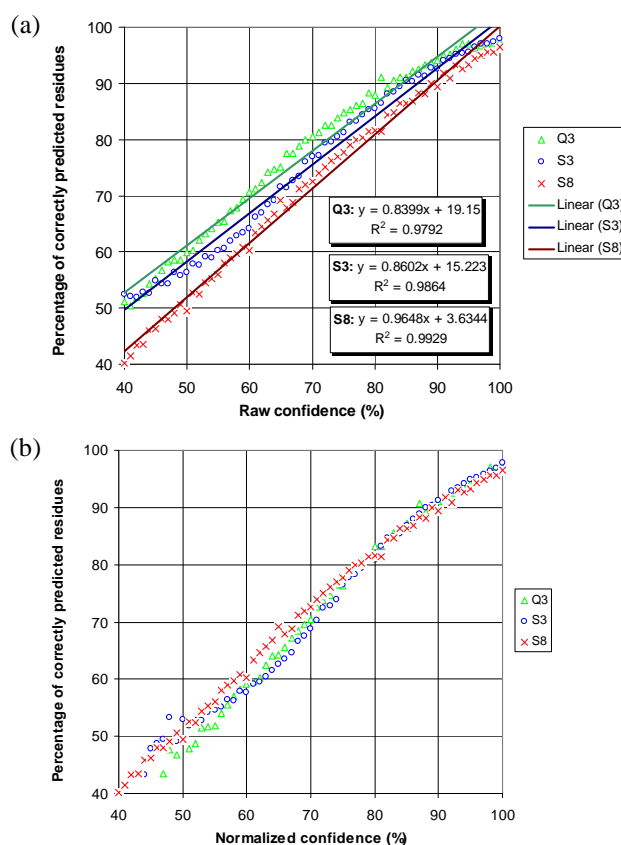 (a)
Percentage of correctly predicted residues
100
90
80
70
60
50
40
40 50 60 70 80 90 100
Raw confidence (%)
Q3: y = 0.8399x + 19.15
R² = 0.9792
S3: y = 0.8602x + 15.223
R² = 0.9864
S8: y = 0.9648x + 3.6344
R² = 0.9929
Q3
S3
S8
Linear (Q3)
Linear (S3)
Linear (S8)
(b)
Percentage of correctly predicted residues
100
90
80
70
60
50
40
40 50 60 70 80 90 100
Normalized confidence (%)
Q3
S3
S8